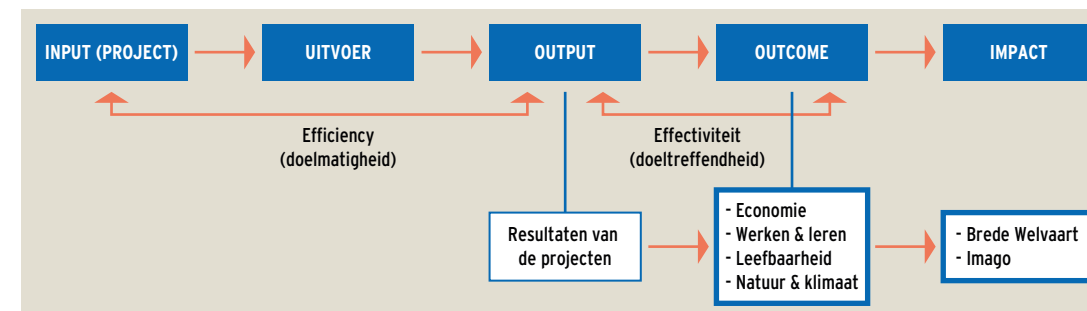 INPUT (PROJECT)
UITVOER
OUTPUT
OUTCOME
IMPACT
Efficiency
(doelmatigheid)
Effectiviteit
(doeltreffendheid)
Resultaten van
de projecten
- Economie
- Werken & leren
- Leefbaarheid
- Natuur & klimaat
- Brede Welvaart
- Imago